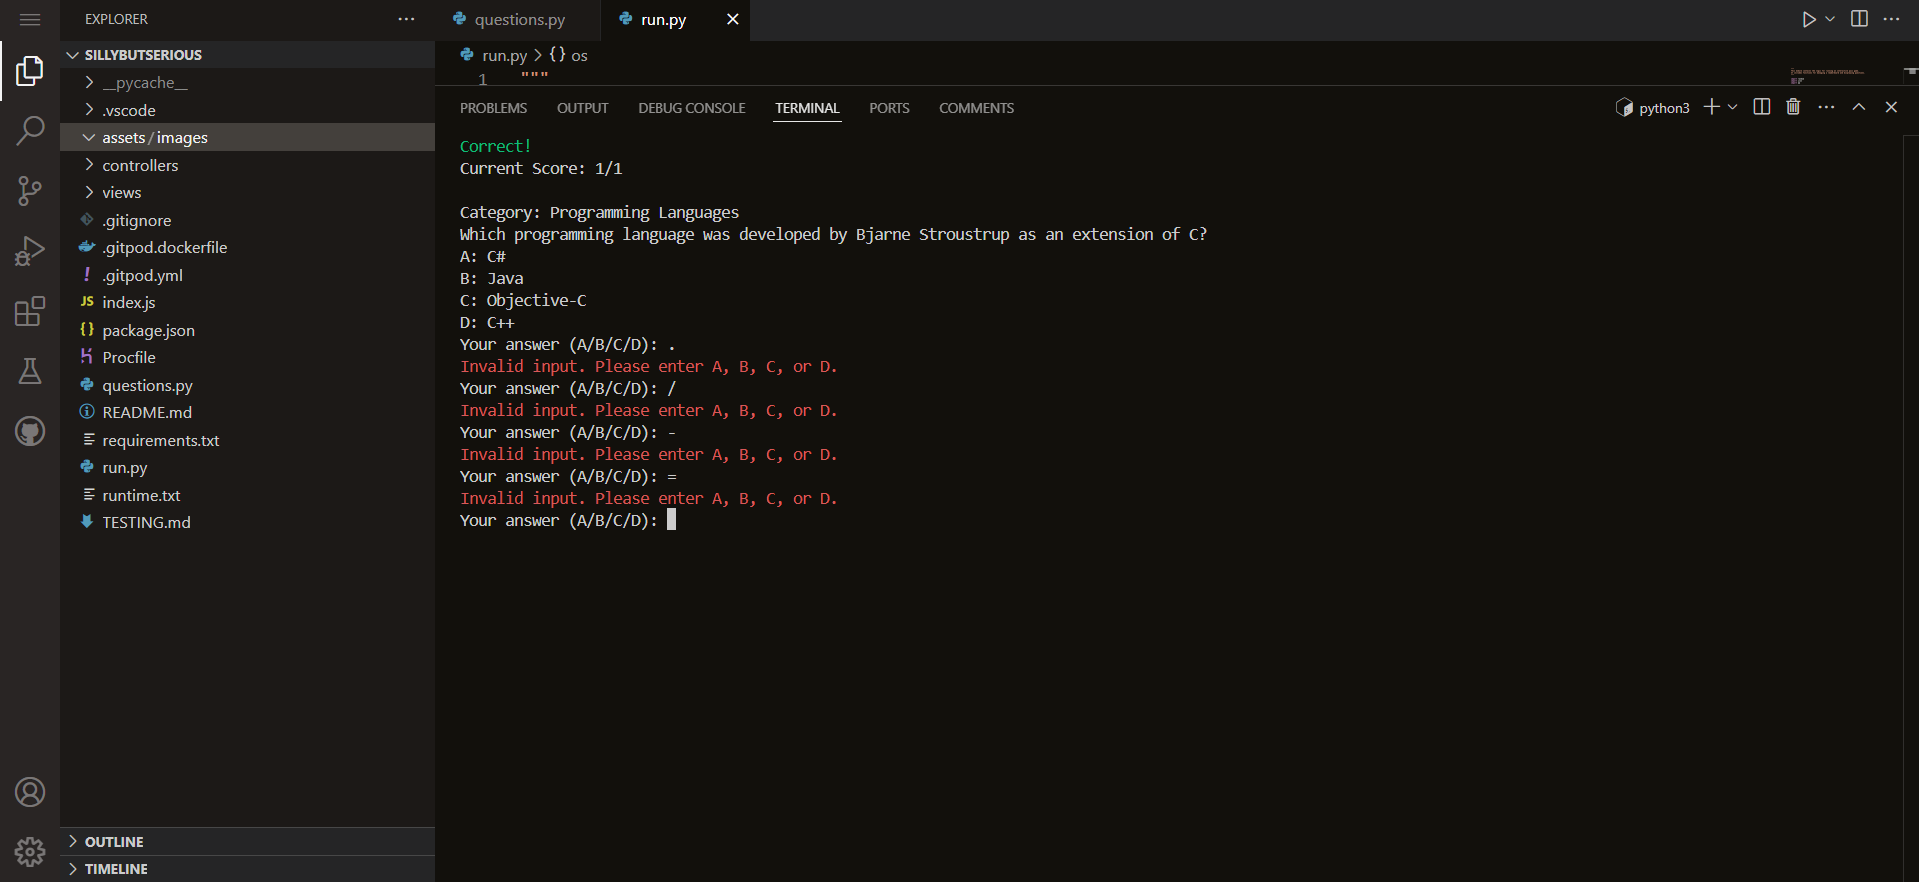 EXPLORER
SILLYBUTSERIOUS
__pycache__
.vscode
assets / images
controllers
views
.gitignore
.gitpod.dockerfile
! .gitpod.yml
JS index.js
{} package.json
Procfile
questions.py
README.md
requirements.txt
run.py
runtime.txt
TESTING.md
OUTLINE
TIMELINE
questions.py
run.py
run.py > {} os
1 """
PROBLEMS OUTPUT DEBUG CONSOLE TERMINAL PORTS COMMENTS
python3
Correct!
Current Score: 1/1
Category: Programming Languages
Which programming language was developed by Bjarne Stroustrup as an extension of C?
A: C#
B: Java
C: Objective-C
D: C++
Your answer (A/B/C/D): .
Invalid input. Please enter A, B, C, or D.
Your answer (A/B/C/D): /
Invalid input. Please enter A, B, C, or D.
Your answer (A/B/C/D): -
Invalid input. Please enter A, B, C, or D.
Your answer (A/B/C/D): =
Invalid input. Please enter A, B, C, or D.
Your answer (A/B/C/D):